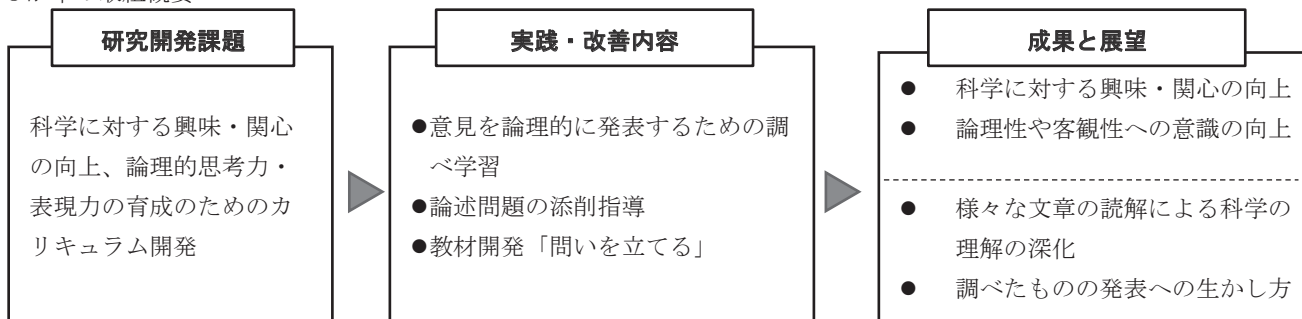 研究開発課題
科学に対する興味・関心
の向上、論理的思考力・
表現力の育成のためのカ
リキュラム開発
実践・改善内容
●意見を論理的に発表するための調
べ学習
●論述問題の添削指導
●教材開発「問いを立てる」
成果と展望
● 科学に対する興味・関心の向上
● 論理性や客観性への意識の向上
● 様々な文章の読解による科学の
理解の深化
● 調べたものの発表への生かし方